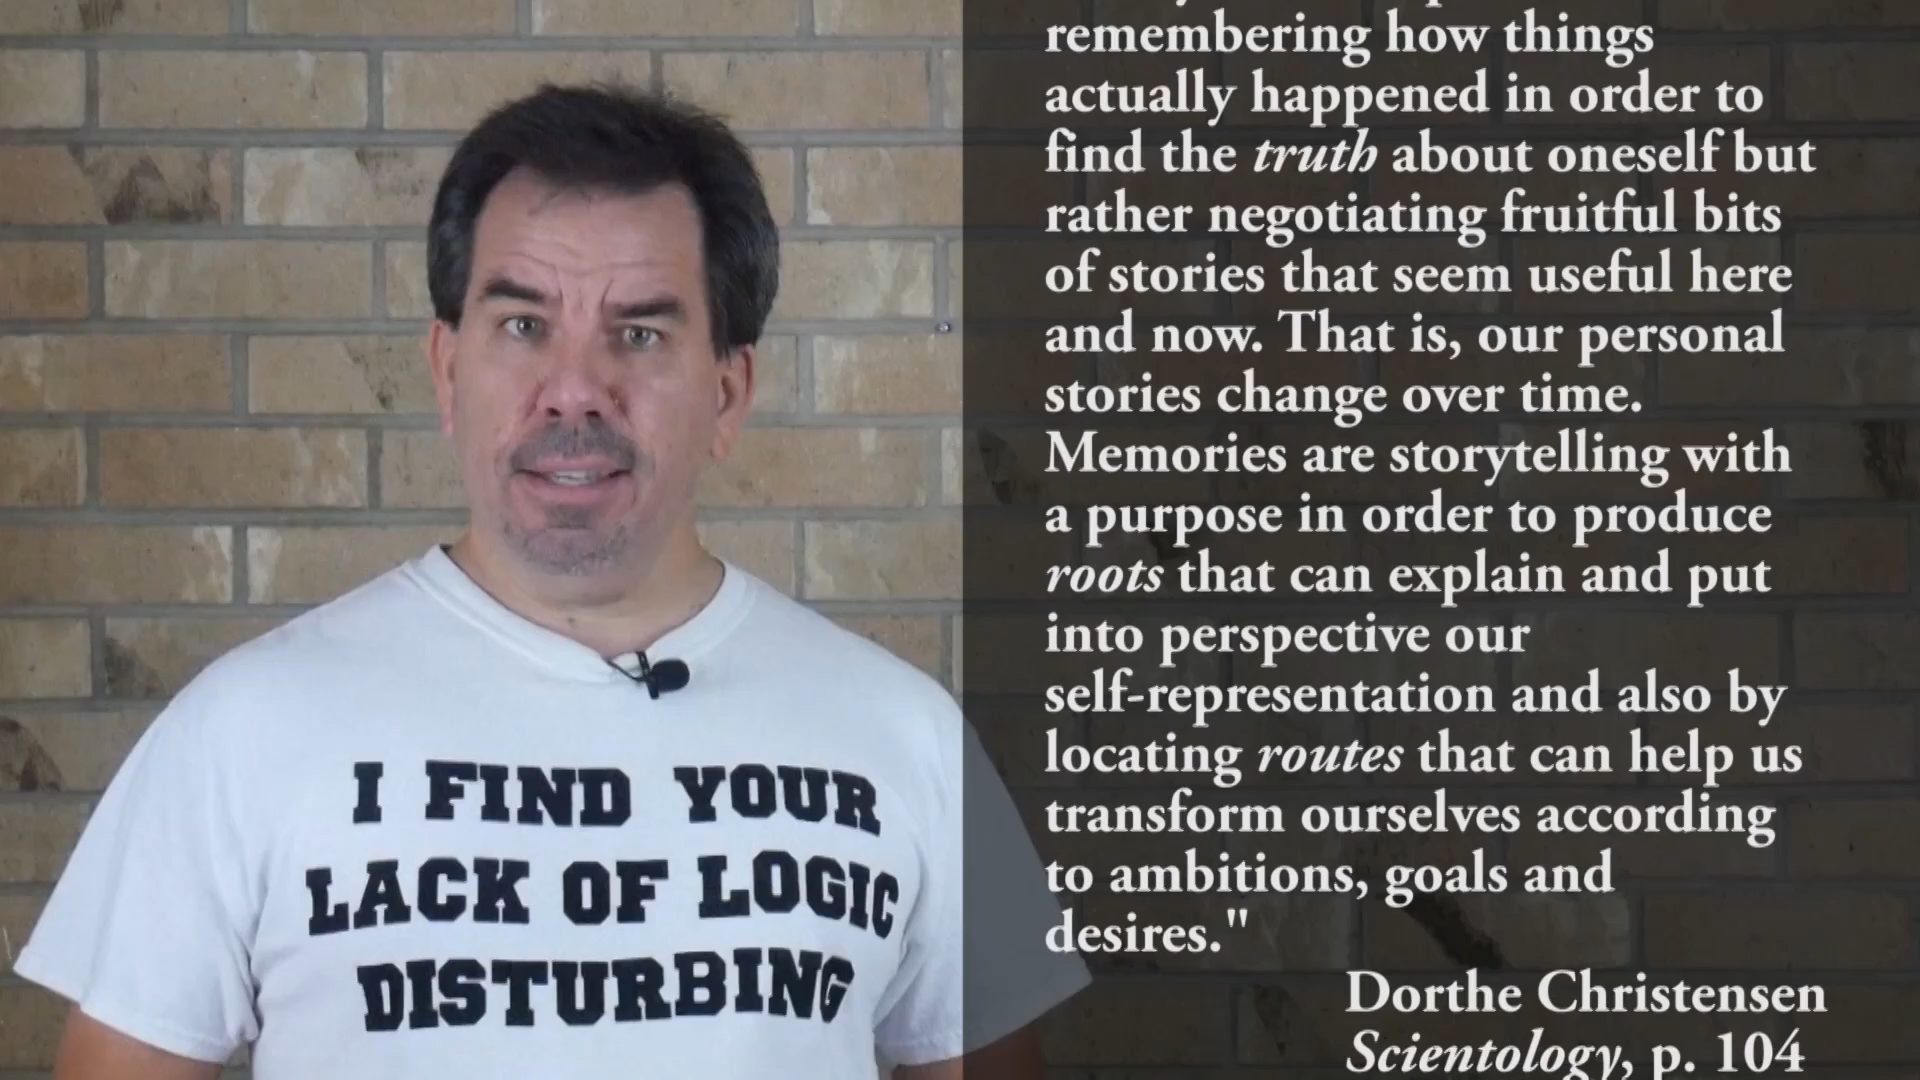 I FIND YOUR
LACK OF LOGIC
DISTURBING
remembering how things
actually happened in order to
find the truth about oneself but
rather negotiating fruitful bits
of stories that seem useful here
and now. That is, our personal
stories change over time.
Memories are storytelling with
a purpose in order to produce
roots that can explain and put
into perspective our
self-representation and also by
locating routes that can help us
transform ourselves according
to ambitions, goals and
desires."
Dorthe Christensen
Scientology, p. 104